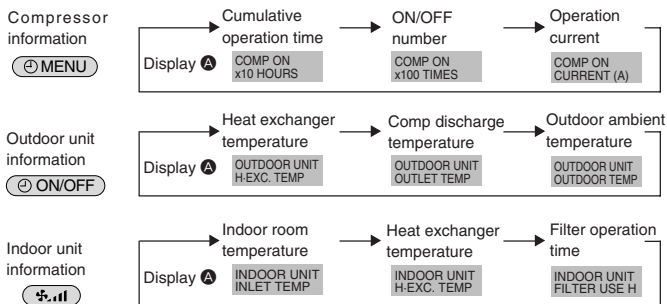 Compressor
information
MENU
Display A
Cumulative
operation time
COMP ON
x10 HOURS
ON/OFF
number
COMP ON
x100 TIMES
Operation
current
COMP ON
CURRENT (A)
Outdoor unit
information
ON/OFF
Display A
Heat exchanger
temperature
OUTDOOR UNIT
H·EXC. TEMP
Comp discharge
temperature
OUTDOOR UNIT
OUTLET TEMP
Outdoor ambient
temperature
OUTDOOR UNIT
OUTDOOR TEMP
Indoor unit
information
Display A
Indoor room
temperature
INDOOR UNIT
INLET TEMP
Heat exchanger
temperature
INDOOR UNIT
H·EXC. TEMP
Filter operation
time
INDOOR UNIT
FILTER USE H